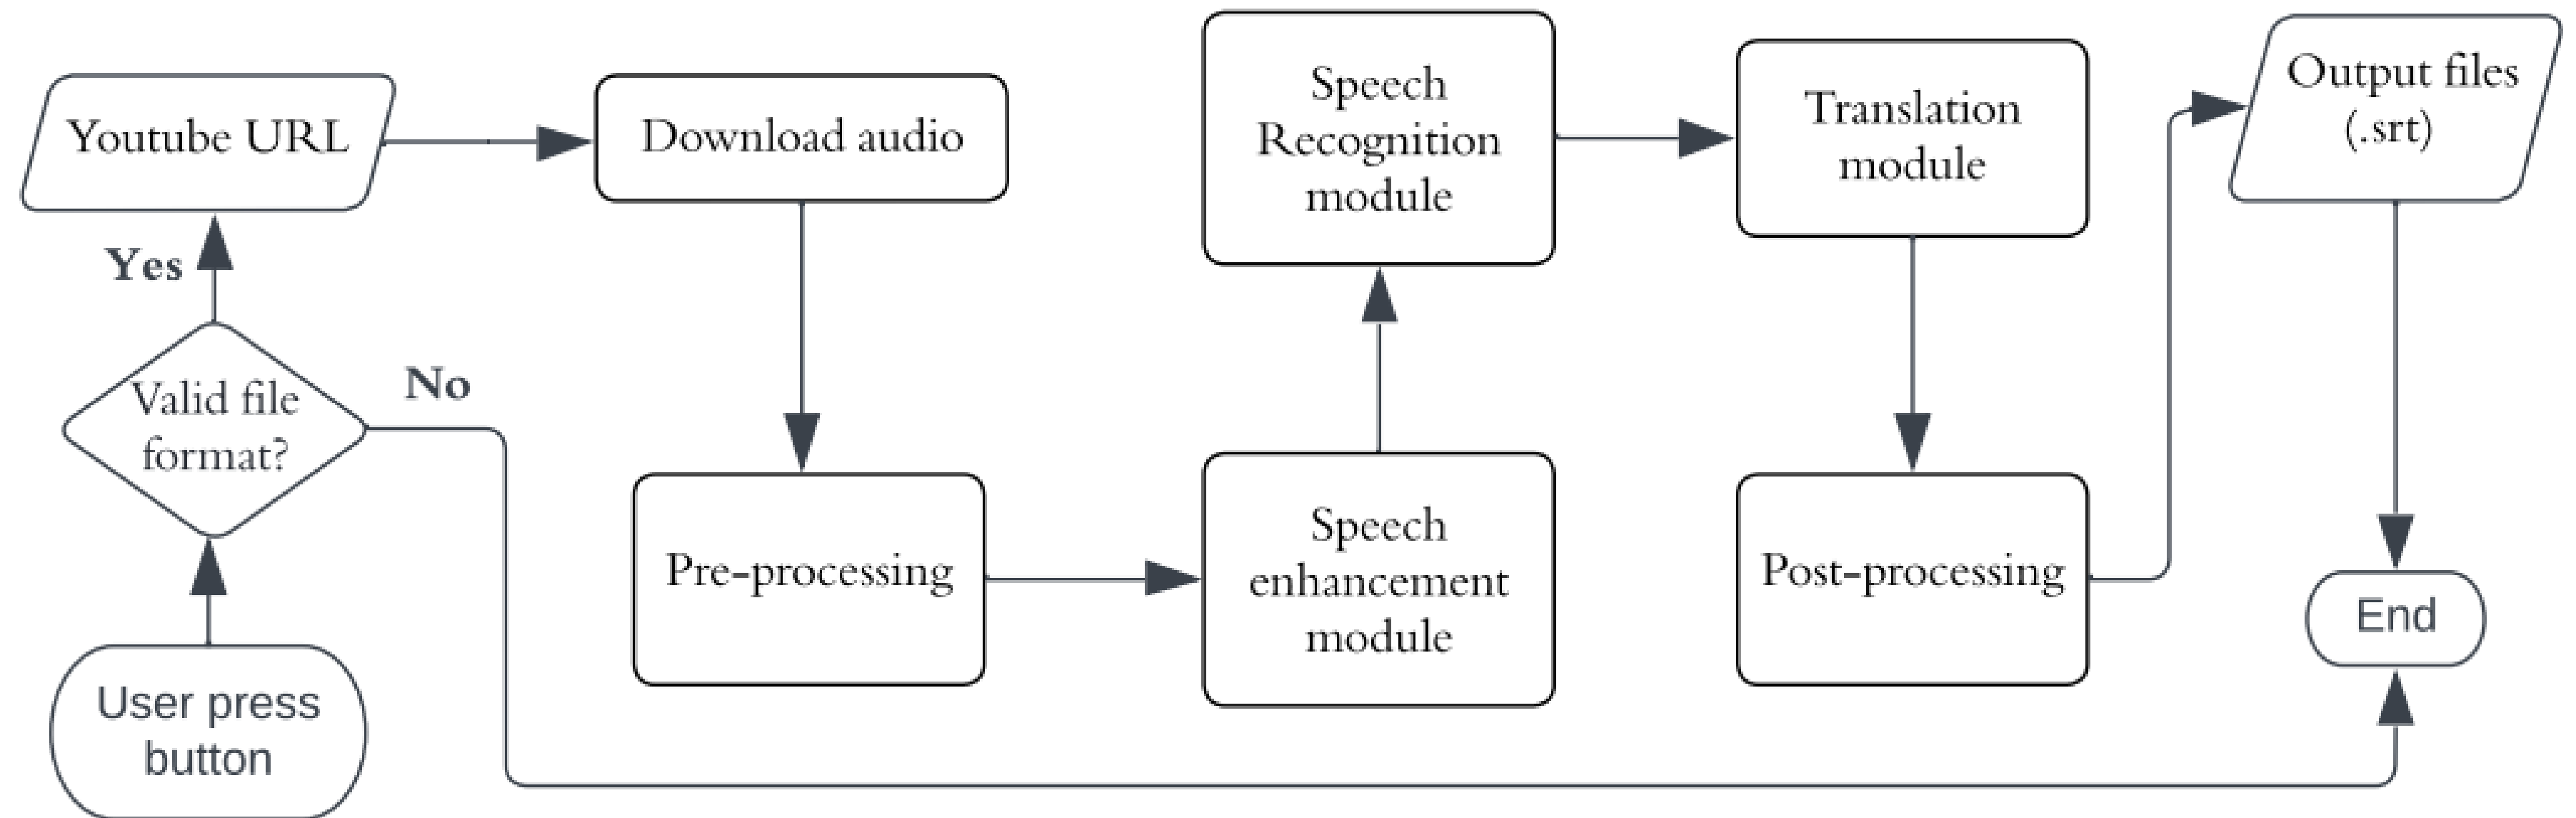 User press
button
Valid file
format?
Yes
No
Youtube URL
Download audio
Pre-processing
Speech
enhancement
module
Speech
Recognition
module
Translation
module
Post-processing
Output files
(.srt)
End